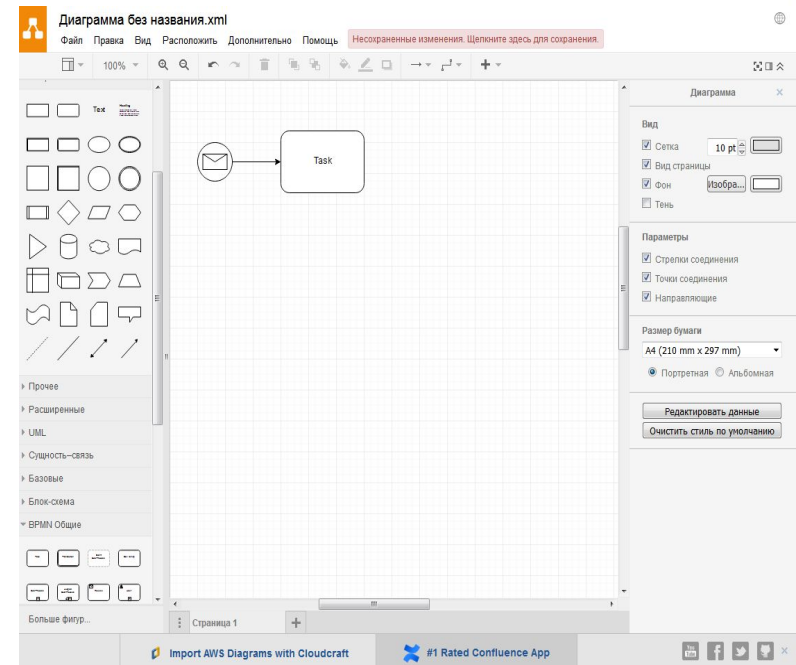 Диаграмма без названия.xml
Файл Правка Вид Расположить Дополнительно Помощь Несохраненные изменения. Щелкните здесь для сохранения.
100%
Text Heading
Task
Диаграмма
Вид
Сетка 10 pt
Вид страницы
Фон Изобра...
Тень
Параметры
Стрелки соединения
Точки соединения
Направляющие
Размер бумаги
A4 (210 mm x 297 mm)
Портретная Альбомная
Редактировать данные
Очистить стиль по умолчанию
Прочее
Расширенные
UML
Сущность–связь
Базовые
Блок-схема
BPMN Общие
Больше фигур...
Страница 1
Import AWS Diagrams with Cloudcraft
#1 Rated Confluence App
You Tube